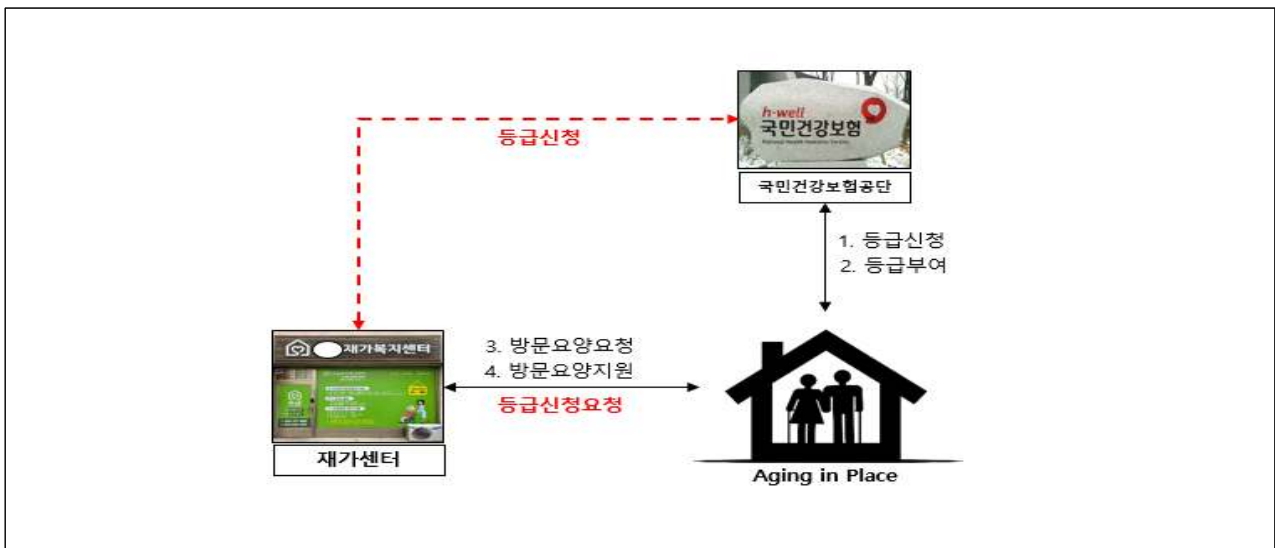 h-well
국민건강보험
국민건강보험공단
등급신청
1. 등급신청
2. 등급부여
재가복지센터
3. 방문요양요청
4. 방문요양지원
등급신청요청
재가센터
Aging in Place